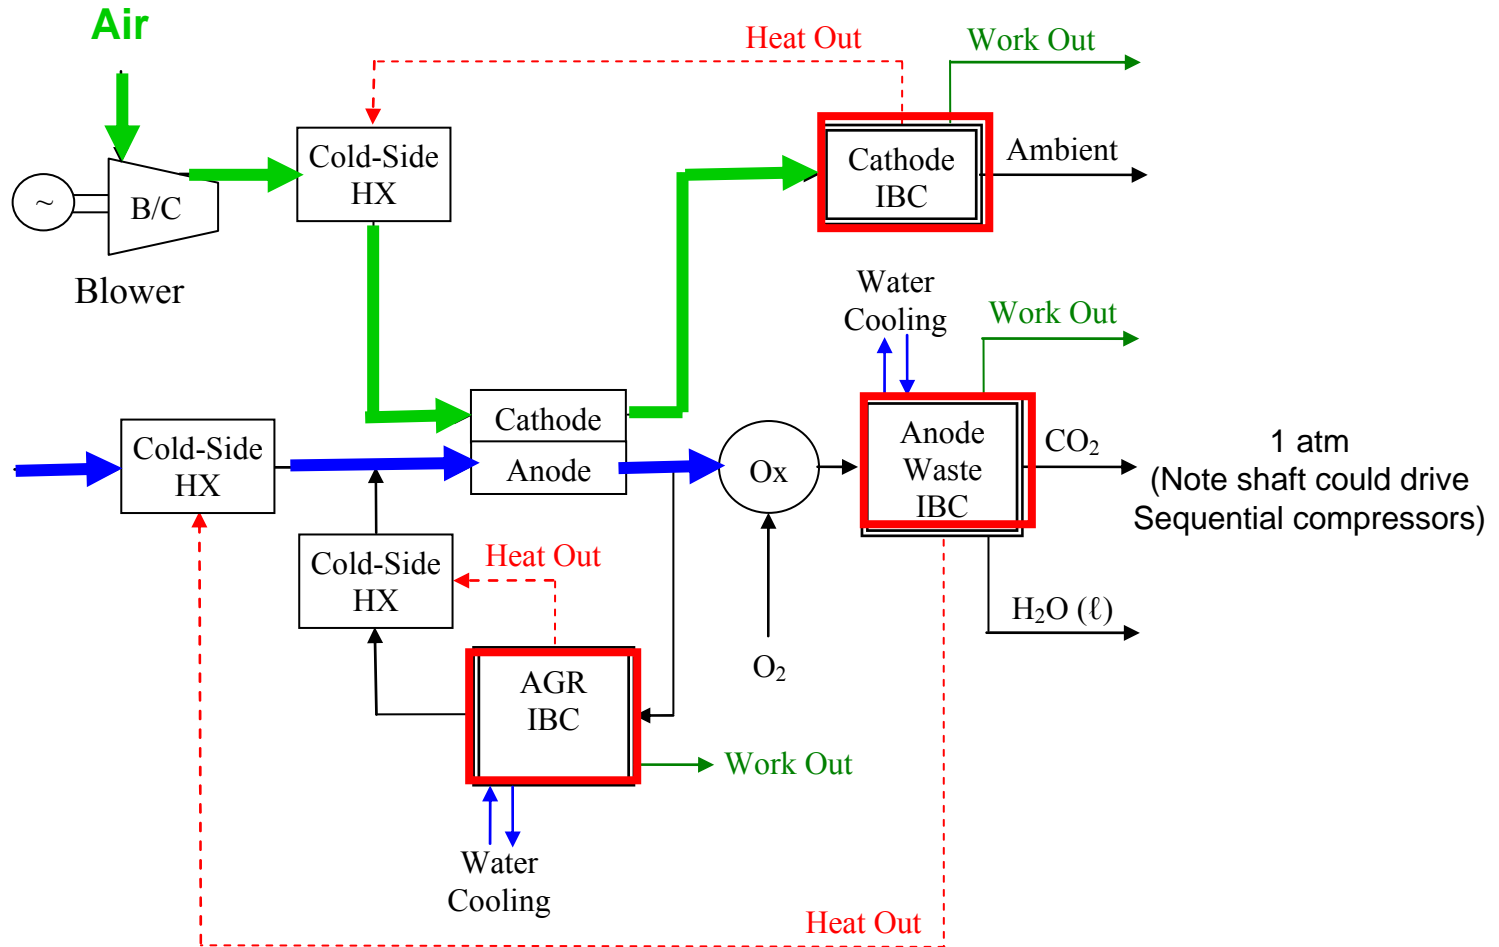 Air
Heat Out
Work Out
Cold-Side
HX
Cathode
IBC
Ambient
~
B/C
Blower
Water
Cooling
Work Out
Cathode
Anode
Cold-Side
HX
Ox
Anode
Waste
IBC
CO₂
1 atm
(Note shaft could drive
Sequential compressors)
Cold-Side
HX
Heat Out
H₂O (ℓ)
O₂
AGR
IBC
Work Out
Water
Cooling
Heat Out